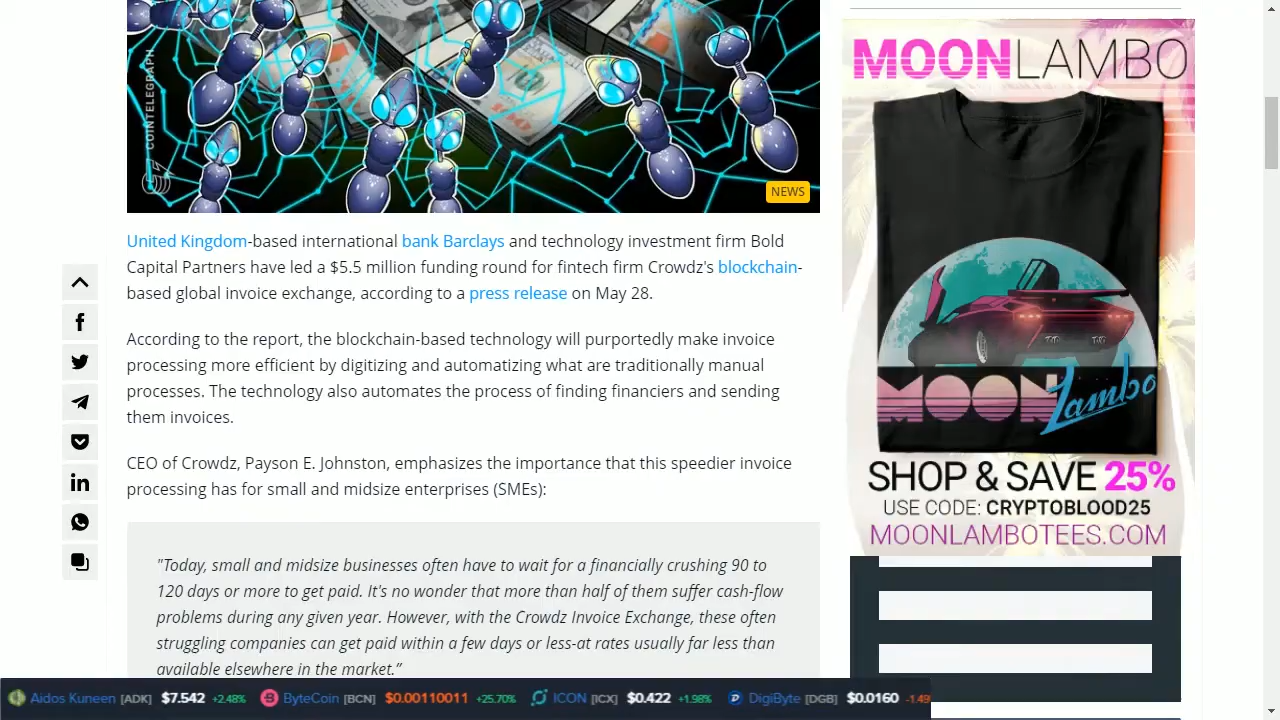 COINTELEGRAPH
NEWS
United Kingdom-based international bank Barclays and technology investment firm Bold
Capital Partners have led a $5.5 million funding round for fintech firm Crowdz's blockchain-
based global invoice exchange, according to a press release on May 28.
According to the report, the blockchain-based technology will purportedly make invoice
processing more efficient by digitizing and automatizing what are traditionally manual
processes. The technology also automates the process of finding financiers and sending
them invoices.
CEO of Crowdz, Payson E. Johnston, emphasizes the importance that this speedier invoice
processing has for small and midsize enterprises (SMEs):
"Today, small and midsize businesses often have to wait for a financially crushing 90 to
120 days or more to get paid. It's no wonder that more than half of them suffer cash-flow
problems during any given year. However, with the Crowdz Invoice Exchange, these often
struggling companies can get paid within a few days or less-at rates usually far less than
available elsewhere in the market.”
MOONLAMBO
MOON Lambo
SHOP & SAVE 25%
USE CODE: CRYPTOBLOOD25
MOONLAMBOTEES.COM
Aidos Kuneen [ADK] $7.542 +2.48% ByteCoin [BCN] $0.00110011 +25.70% ICON [ICX] $0.422 +1.98% DigiByte [DGB] $0.0160 -1.49